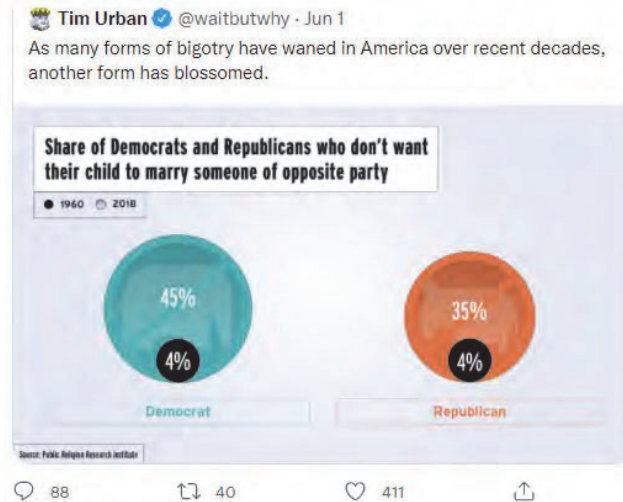 Tim Urban @waitbutwhy · Jun 1
As many forms of bigotry have waned in America over recent decades,
another form has blossomed.
Share of Democrats and Republicans who don't want
their child to marry someone of opposite party
1960 2018
45%
4%
Democrat
35%
4%
Republican
Source: Public Religion Research Institute
88 40 411